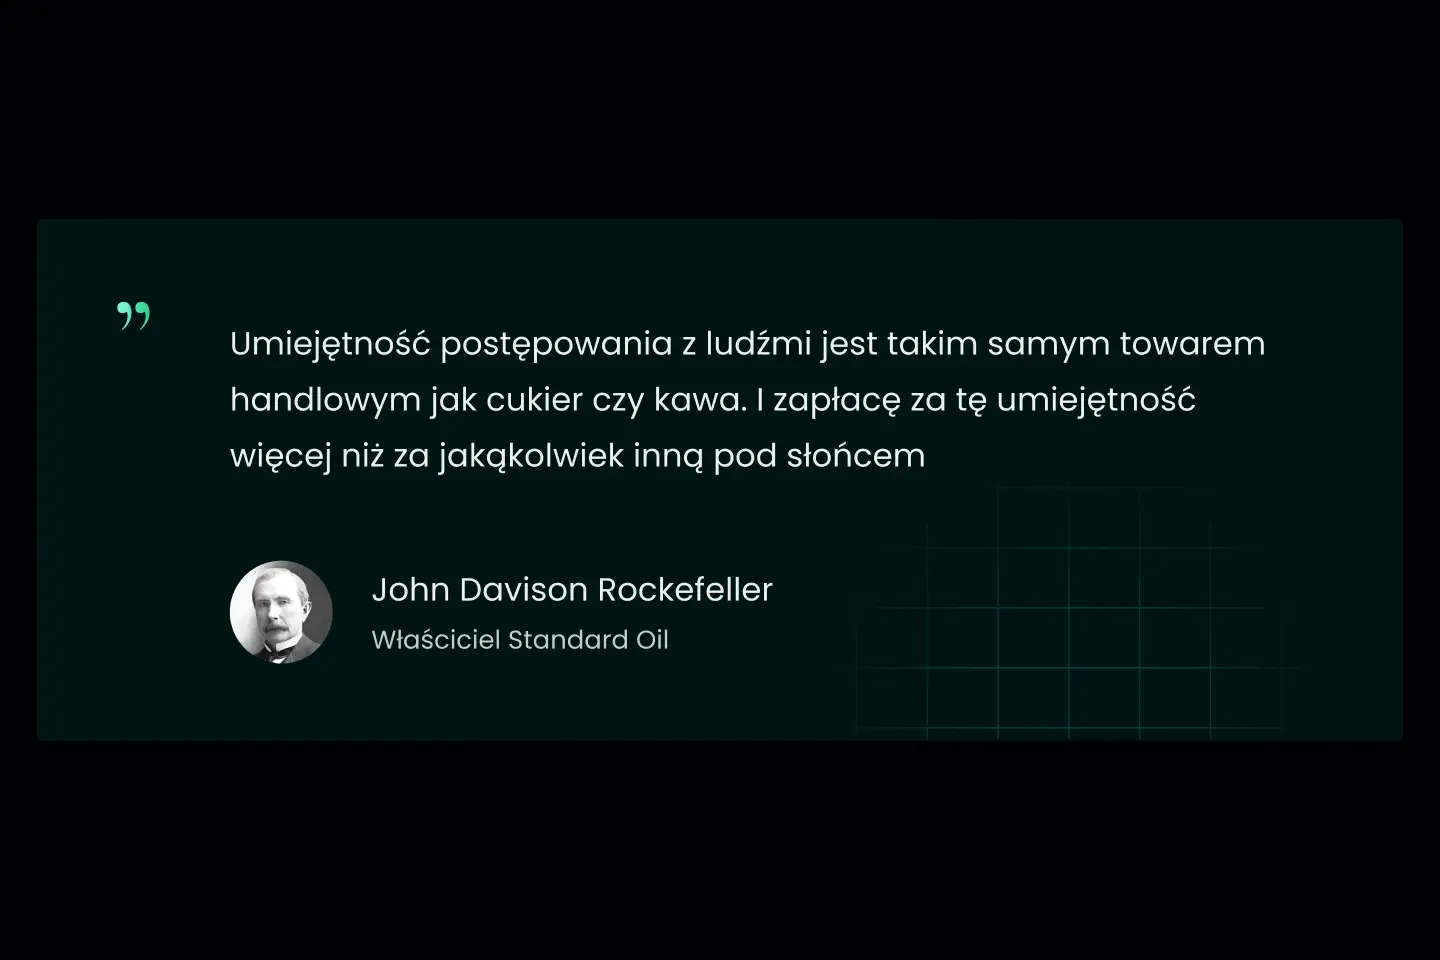 ”
Umiejętność postępowania z ludźmi jest takim samym towarem
handlowym jak cukier czy kawa. I zapłacę za tę umiejętność
więcej niż za jakąkolwiek inną pod słońcem
John Davison Rockefeller
Właściciel Standard Oil